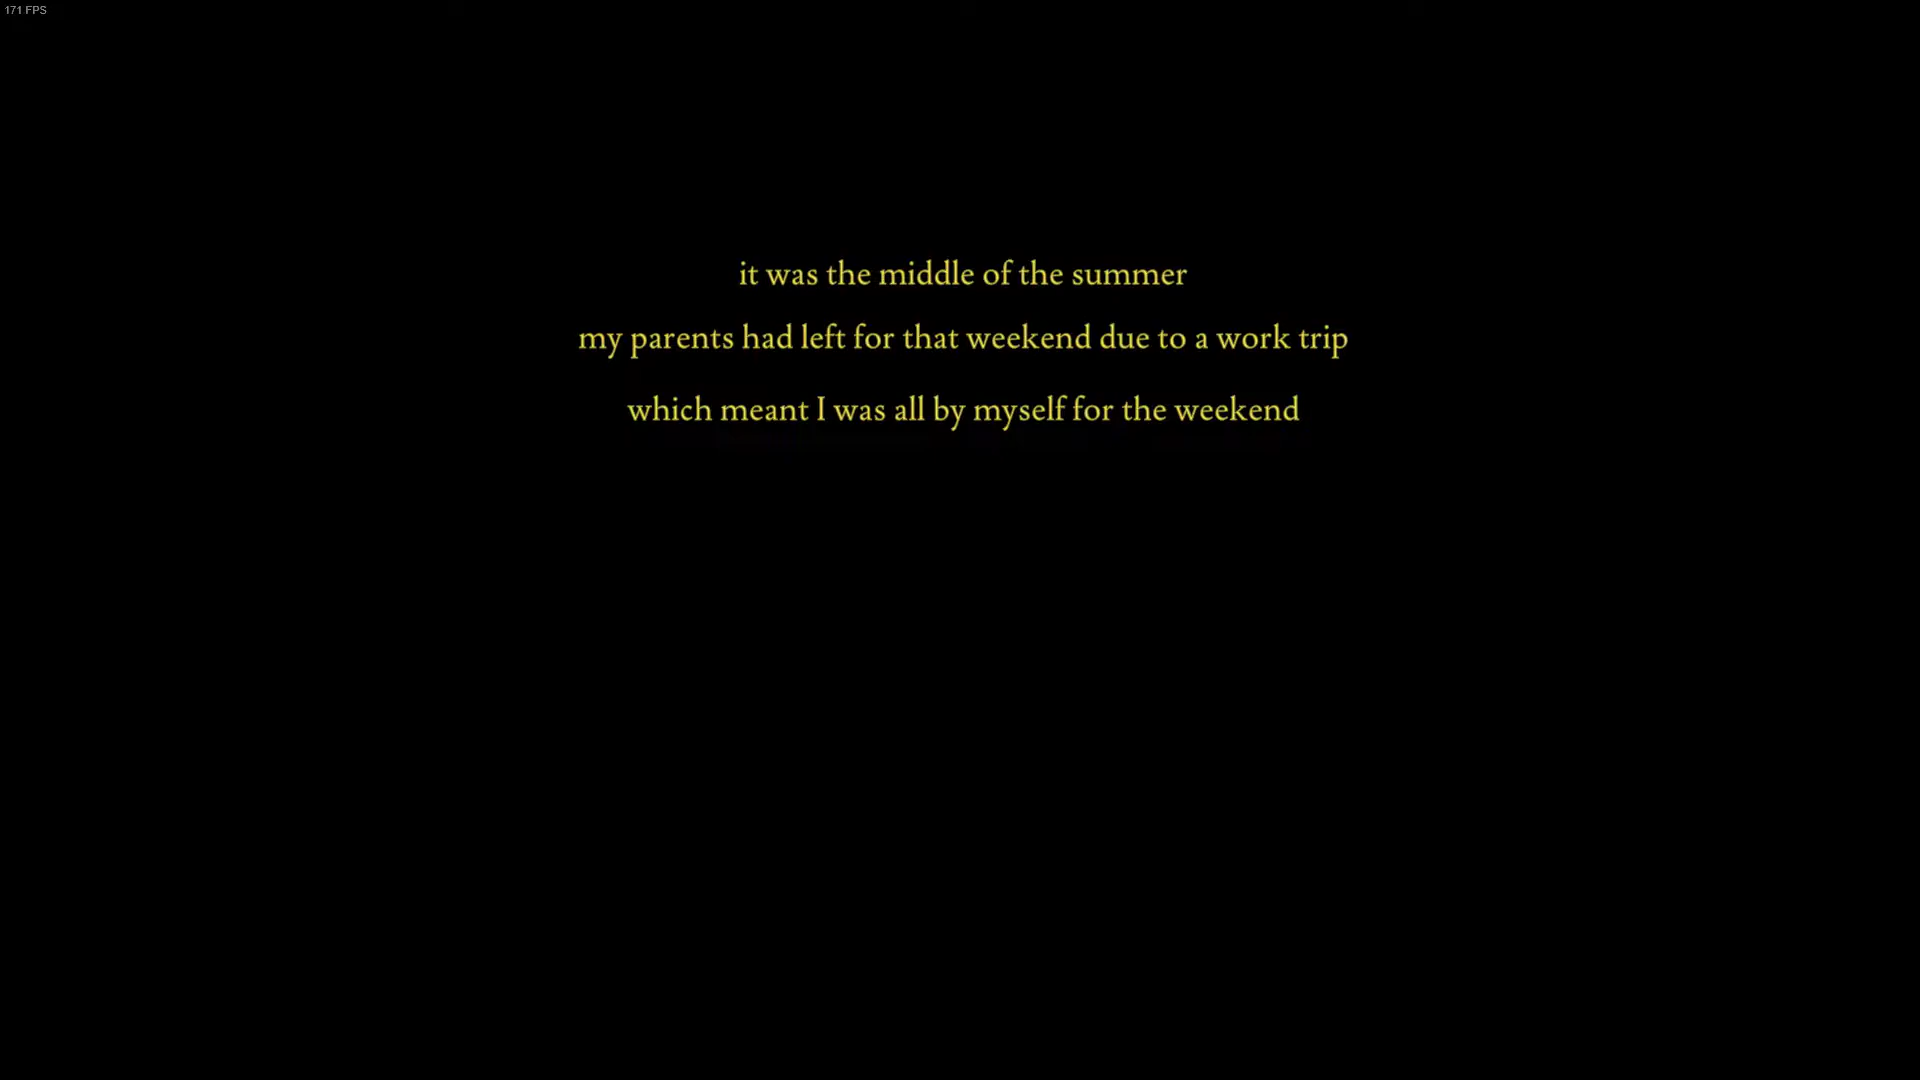 171 FPS
it was the middle of the summer
my parents had left for that weekend due to a work trip
which meant I was all by myself for the weekend